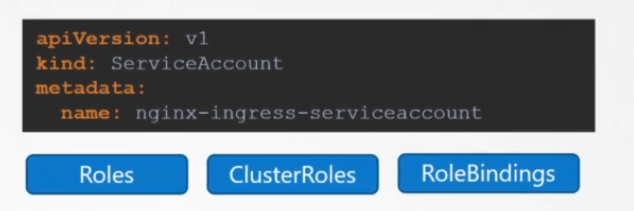 apiVersion: v1
kind: ServiceAccount
metadata:
  name: nginx-ingress-serviceaccount
Roles
ClusterRoles
RoleBindings